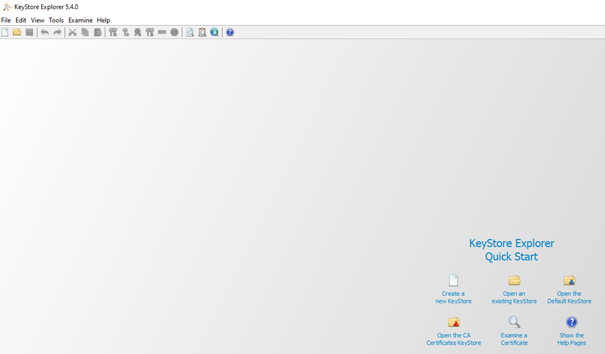 KeyStore Explorer 5.4.0
File Edit View Tools Examine Help
KeyStore Explorer
Quick Start
Create a
new KeyStore
Open an
existing KeyStore
Open the
Default KeyStore
Open the CA
Certificates KeyStore
Examine a
Certificate
Show the
Help Pages